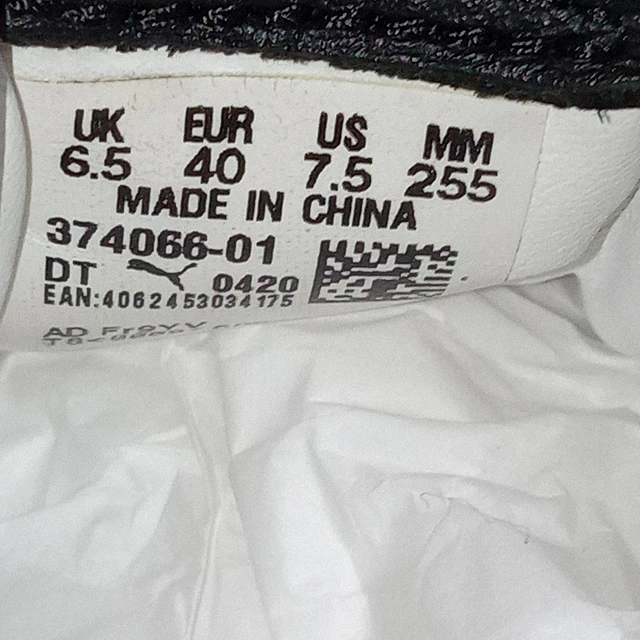 UK EUR US MM
6.5 40 7.5 255
MADE IN CHINA
374066-01
DT 0420
EAN:4062453034175